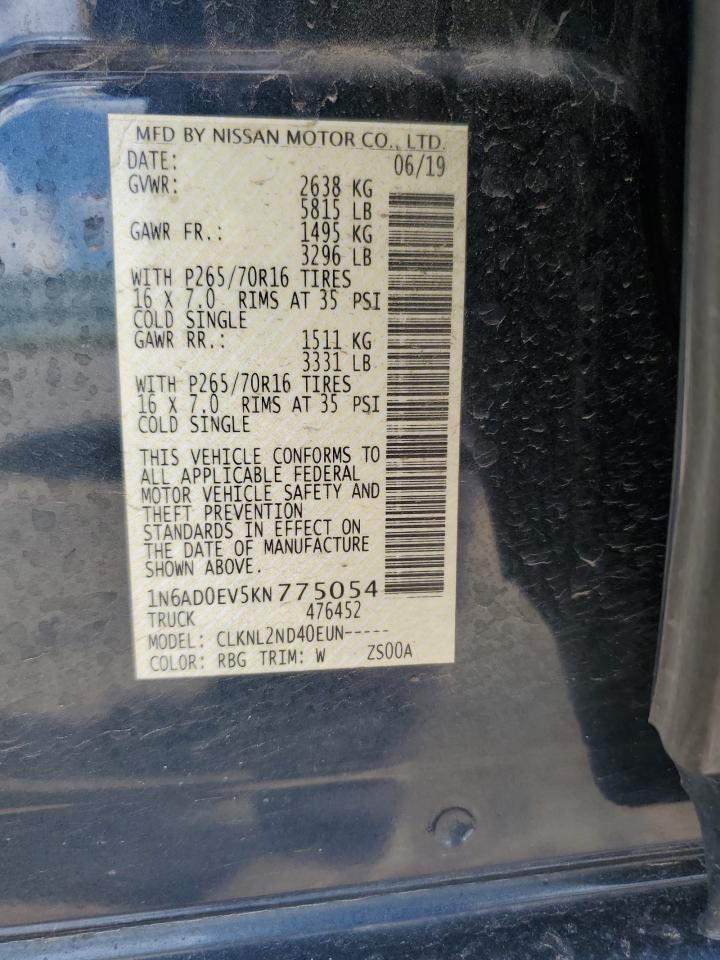 MFD BY NISSAN MOTOR CO., LTD.
DATE: 06/19
GVWR: 2638 KG
5815 LB
GAWR FR.: 1495 KG
3296 LB
WITH P265/70R16 TIRES
16 X 7.0 RIMS AT 35 PSI
COLD SINGLE
GAWR RR.: 1511 KG
3331 LB
WITH P265/70R16 TIRES
16 X 7.0 RIMS AT 35 PSI
COLD SINGLE
THIS VEHICLE CONFORMS TO
ALL APPLICABLE FEDERAL
MOTOR VEHICLE SAFETY AND
THEFT PREVENTION
STANDARDS IN EFFECT ON
THE DATE OF MANUFACTURE
SHOWN ABOVE.
1N6AD0EV5KN775054
TRUCK 476452
MODEL: CLKNL2ND40EUN-----
COLOR: RBG TRIM: W ZS00A